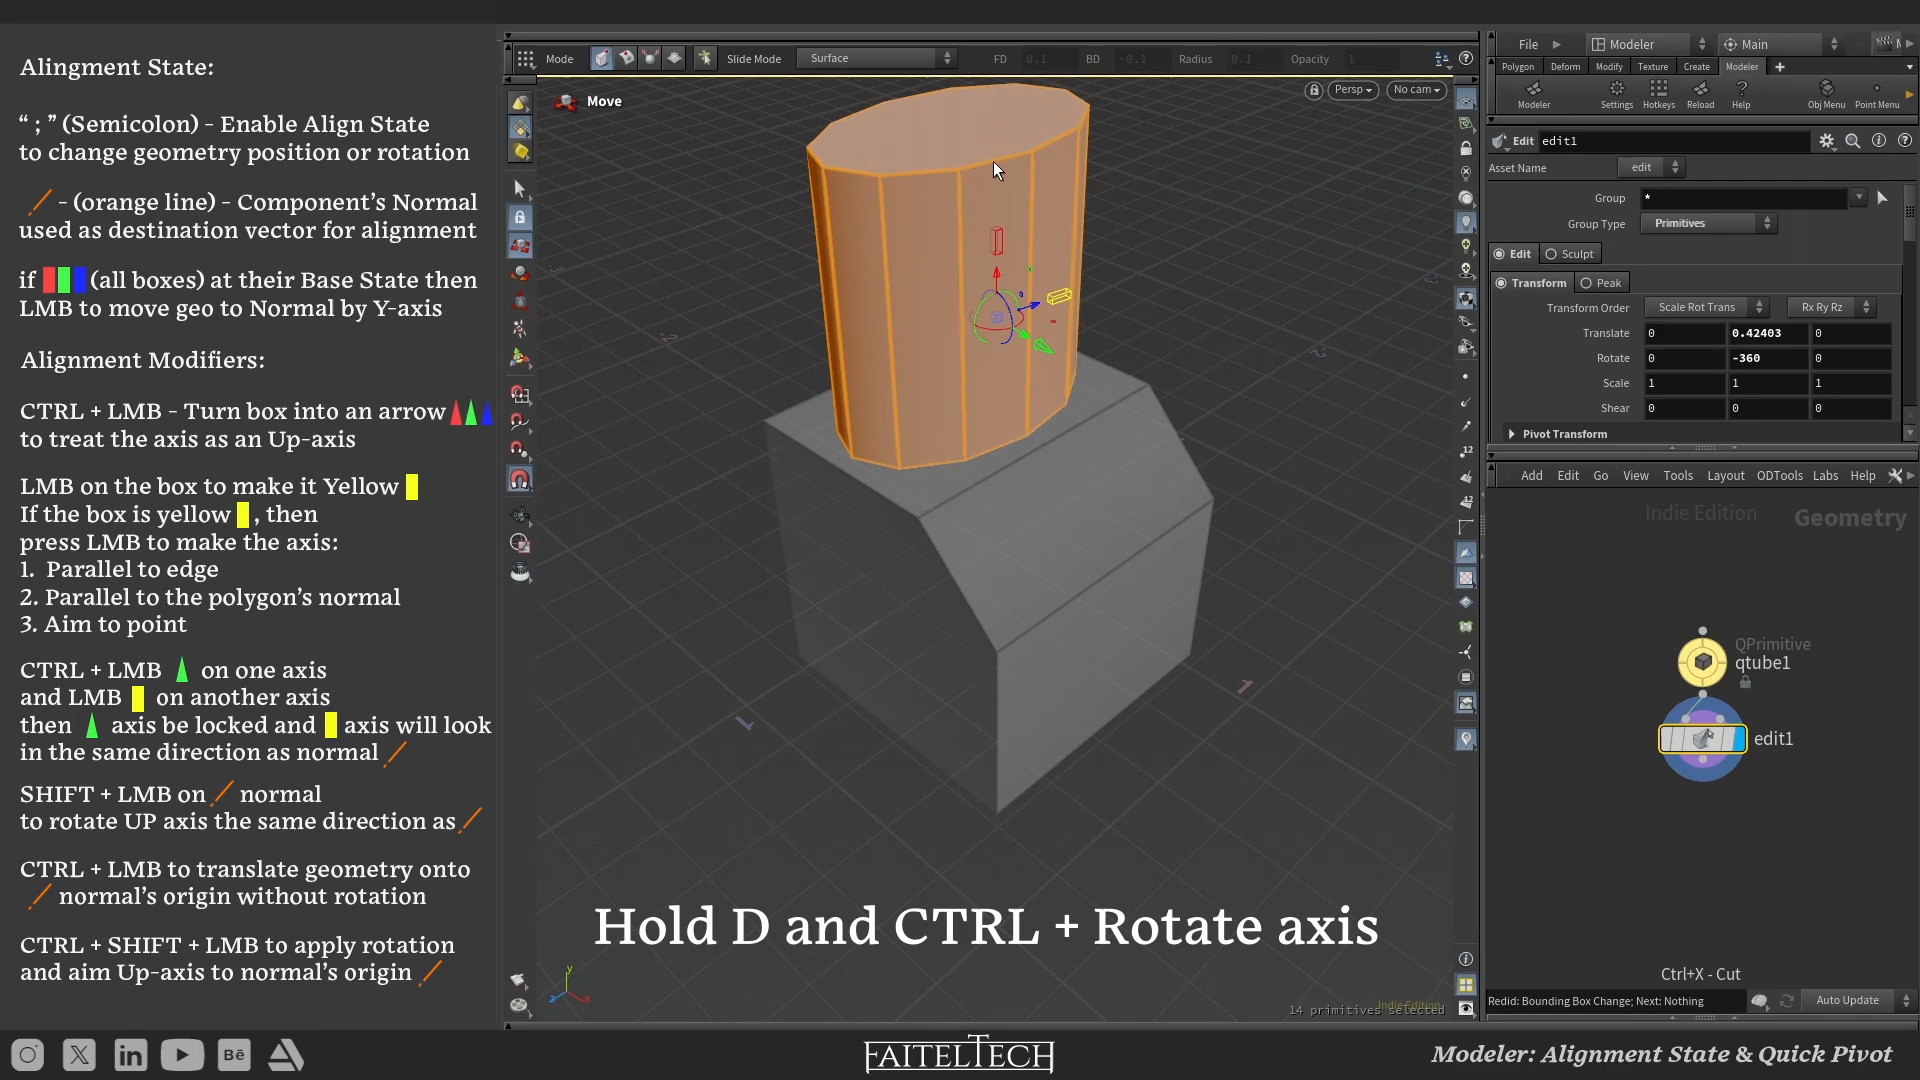 Alingment State:
“ ; ” (Semicolon) - Enable Align State
to change geometry position or rotation
- (orange line) - Component’s Normal
used as destination vector for alignment
if (all boxes) at their Base State then
LMB to move geo to Normal by Y-axis
Alignment Modifiers:
CTRL + LMB - Turn box into an arrow
to treat the axis as an Up-axis
LMB on the box to make it Yellow
If the box is yellow , then
press LMB to make the axis:
1. Parallel to edge
2. Parallel to the polygon’s normal
3. Aim to point
CTRL + LMB on one axis
and LMB on another axis
then axis be locked and axis will look
in the same direction as normal
SHIFT + LMB on normal
to rotate UP axis the same direction as
CTRL + LMB to translate geometry onto
normal’s origin without rotation
CTRL + SHIFT + LMB to apply rotation
and aim Up-axis to normal’s origin
Mode Slide Mode Surface FD 0.1 BD -0.1 Radius 0.1 Opacity 1
Move
Persp No cam
Hold D and CTRL + Rotate axis
Indie Edition
14 primitives selected
File Modeler Main
Polygon Deform Modify Texture Create Modeler
Modeler Settings Hotkeys Reload Help Obj Menu Point Menu
Edit edit1
Asset Name edit
Group *
Group Type Primitives
Edit Sculpt
Transform Peak
Transform Order Scale Rot Trans Rx Ry Rz
Translate 0 0.42403 0
Rotate 0 -360 0
Scale 1 1 1
Shear 0 0 0
Pivot Transform
Add Edit Go View Tools Layout ODTools Labs Help
Indie Edition Geometry
QPrimitive
qtube1
edit1
Ctrl+X - Cut
Redid: Bounding Box Change; Next: Nothing Auto Update
FAITELTECH
Modeler: Alignment State & Quick Pivot